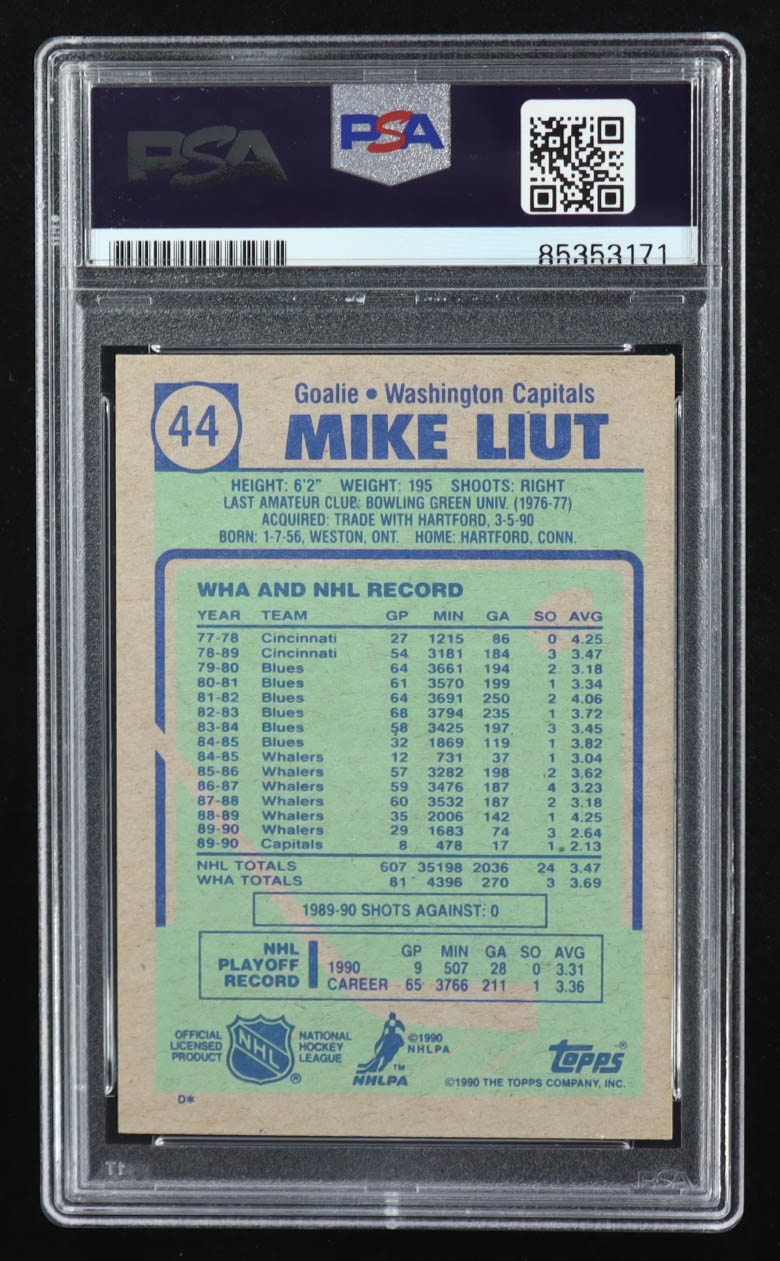 PSA
PSA
85353171
44
Goalie • Washington Capitals
MIKE LIUT
HEIGHT: 6'2" WEIGHT: 195 SHOOTS: RIGHT
LAST AMATEUR CLUB: BOWLING GREEN UNIV. (1976-77)
ACQUIRED: TRADE WITH HARTFORD, 3-5-90
BORN: 1-7-56, WESTON, ONT. HOME: HARTFORD, CONN.
WHA AND NHL RECORD
YEAR TEAM GP MIN GA SO AVG
77-78 Cincinnati 27 1215 86 0 4.25
78-89 Cincinnati 54 3181 184 3 3.47
79-80 Blues 64 3661 194 2 3.18
80-81 Blues 61 3570 199 1 3.34
81-82 Blues 64 3691 250 2 4.06
82-83 Blues 68 3794 235 1 3.72
83-84 Blues 58 3425 197 3 3.45
84-85 Blues 32 1869 119 1 3.82
84-85 Whalers 12 731 37 1 3.04
85-86 Whalers 57 3282 198 2 3.62
86-87 Whalers 59 3476 187 4 3.23
87-88 Whalers 60 3532 187 2 3.18
88-89 Whalers 35 2006 142 1 4.25
89-90 Whalers 29 1683 74 3 2.64
89-90 Capitals 8 478 17 1 2.13
NHL TOTALS 607 35198 2036 24 3.47
WHA TOTALS 81 4396 270 3 3.69
1989-90 SHOTS AGAINST: 0
NHL PLAYOFF RECORD
GP MIN GA SO AVG
1990 9 507 28 0 3.31
CAREER 65 3766 211 1 3.36
OFFICIAL LICENSED PRODUCT
NHL ®
NATIONAL HOCKEY LEAGUE
©1990 NHLPA
TM
NHLPA
TOPPS®
©1990 THE TOPPS COMPANY, INC.
D*
PSA